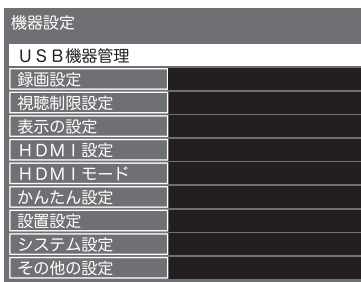 機器設定
ＵＳＢ機器管理
録画設定
視聴制限設定
表示の設定
ＨＤＭＩ設定
ＨＤＭＩモード
かんたん設定
設置設定
システム設定
その他の設定